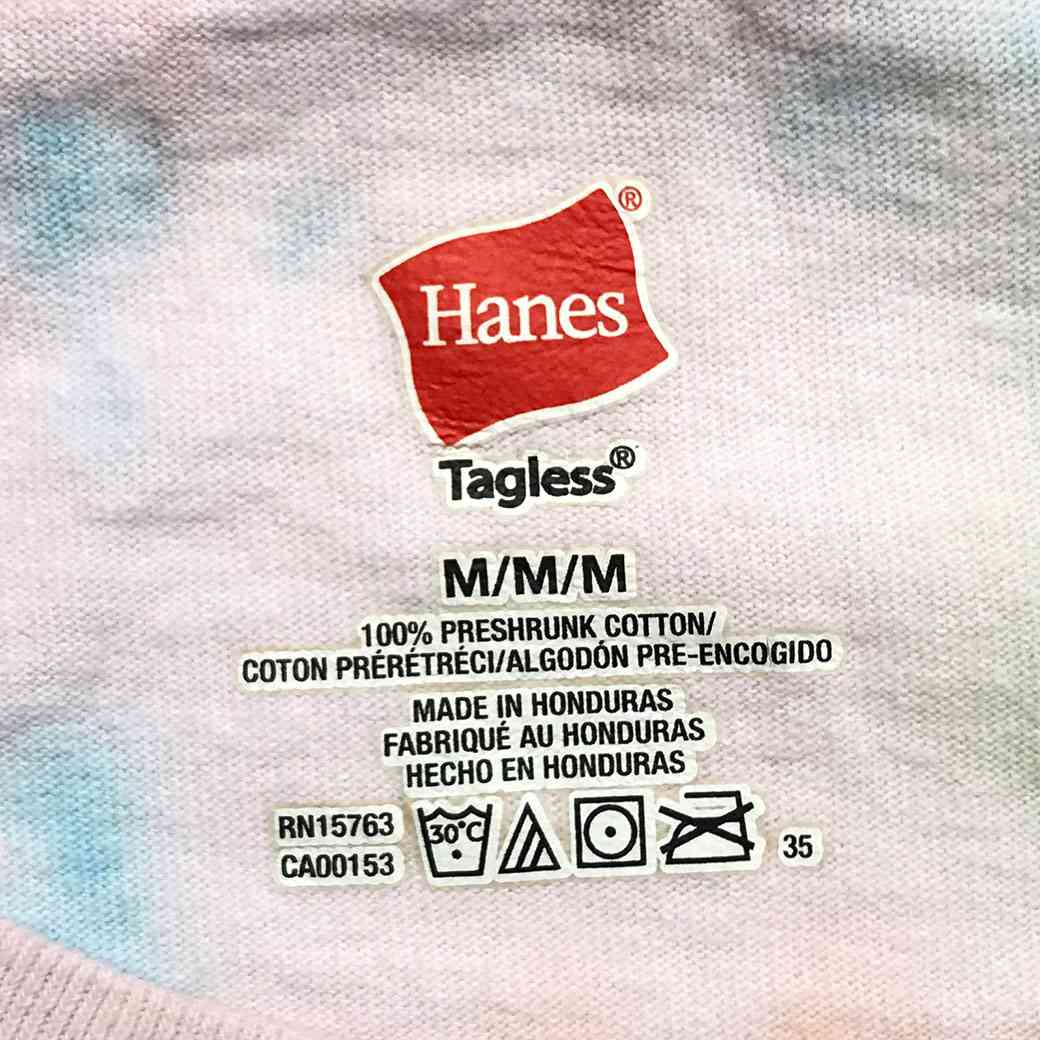 Hanes®
Tagless®
M/M/M
100% PRESHRUNK COTTON/
COTON PRÉRÉTRÉCI/ALGODÓN PRE-ENCOGIDO
MADE IN HONDURAS
FABRIQUÉ AU HONDURAS
HECHO EN HONDURAS
RN15763
CA00153
30°C
35